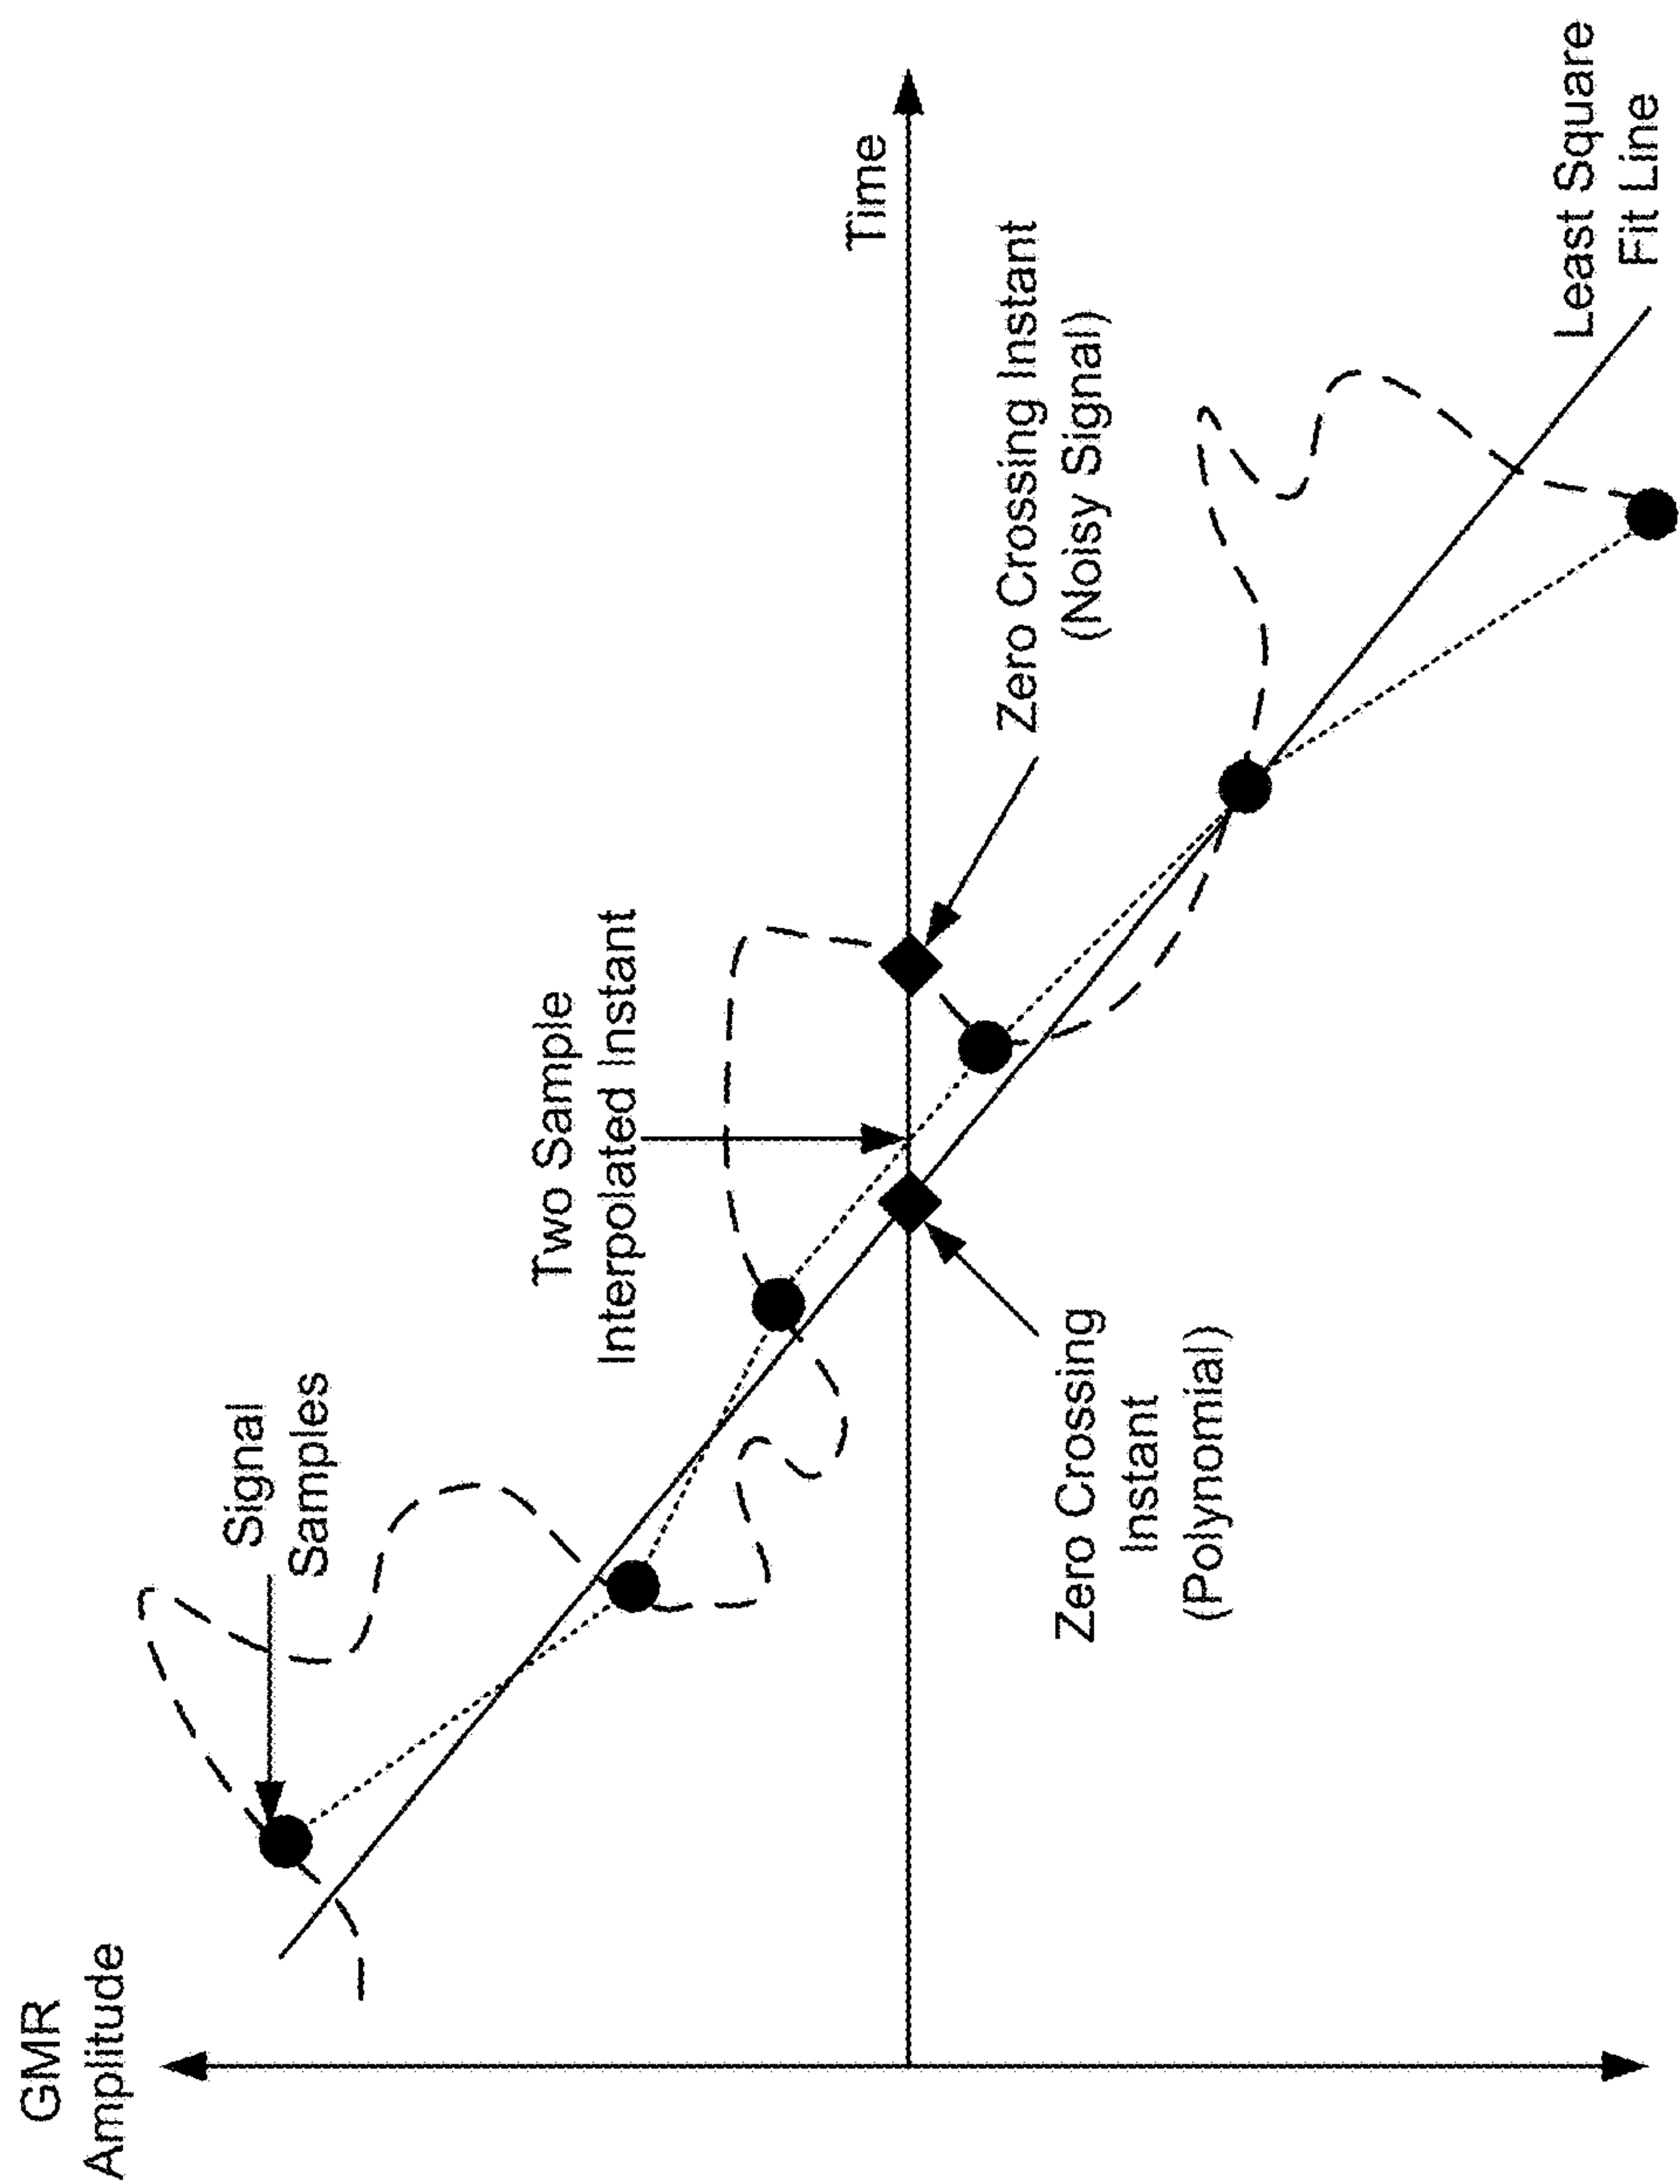 GMR
Amplitude
Signal
Samples
Two Sample
Interpolated Instant
Time
Zero Crossing Instant
(Noisy Signal)
Zero Crossing
Instant
(Polynomial)
Least Square
Fit Line